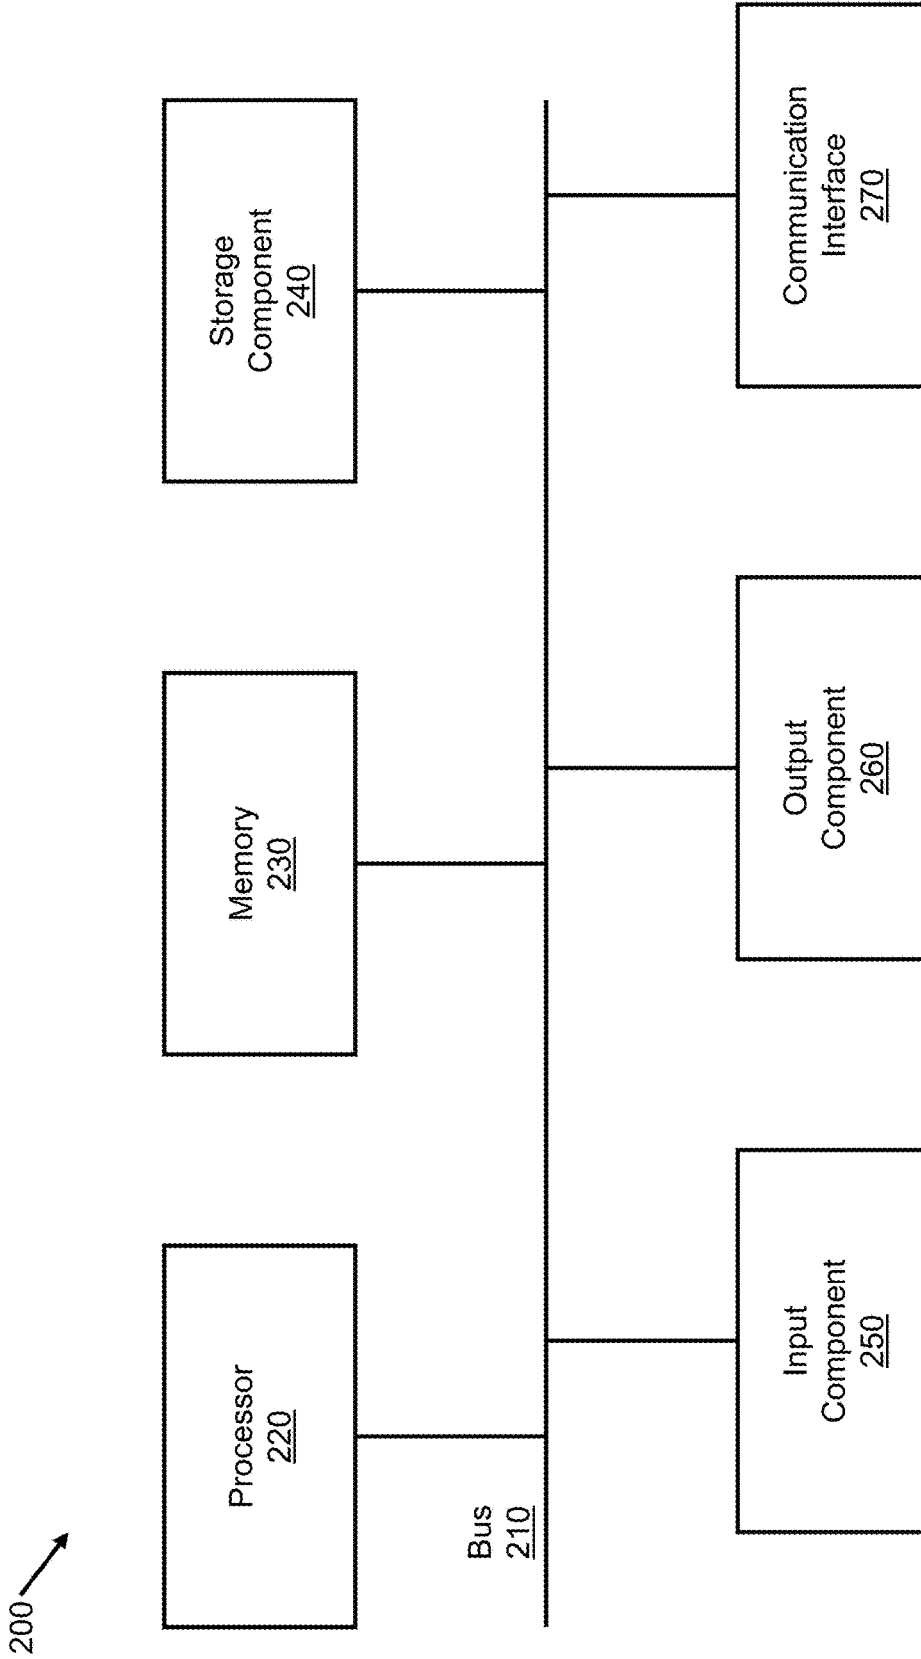 200
Processor
220
Memory
230
Storage
Component
240
Bus
210
Input
Component
250
Output
Component
260
Communication
Interface
270